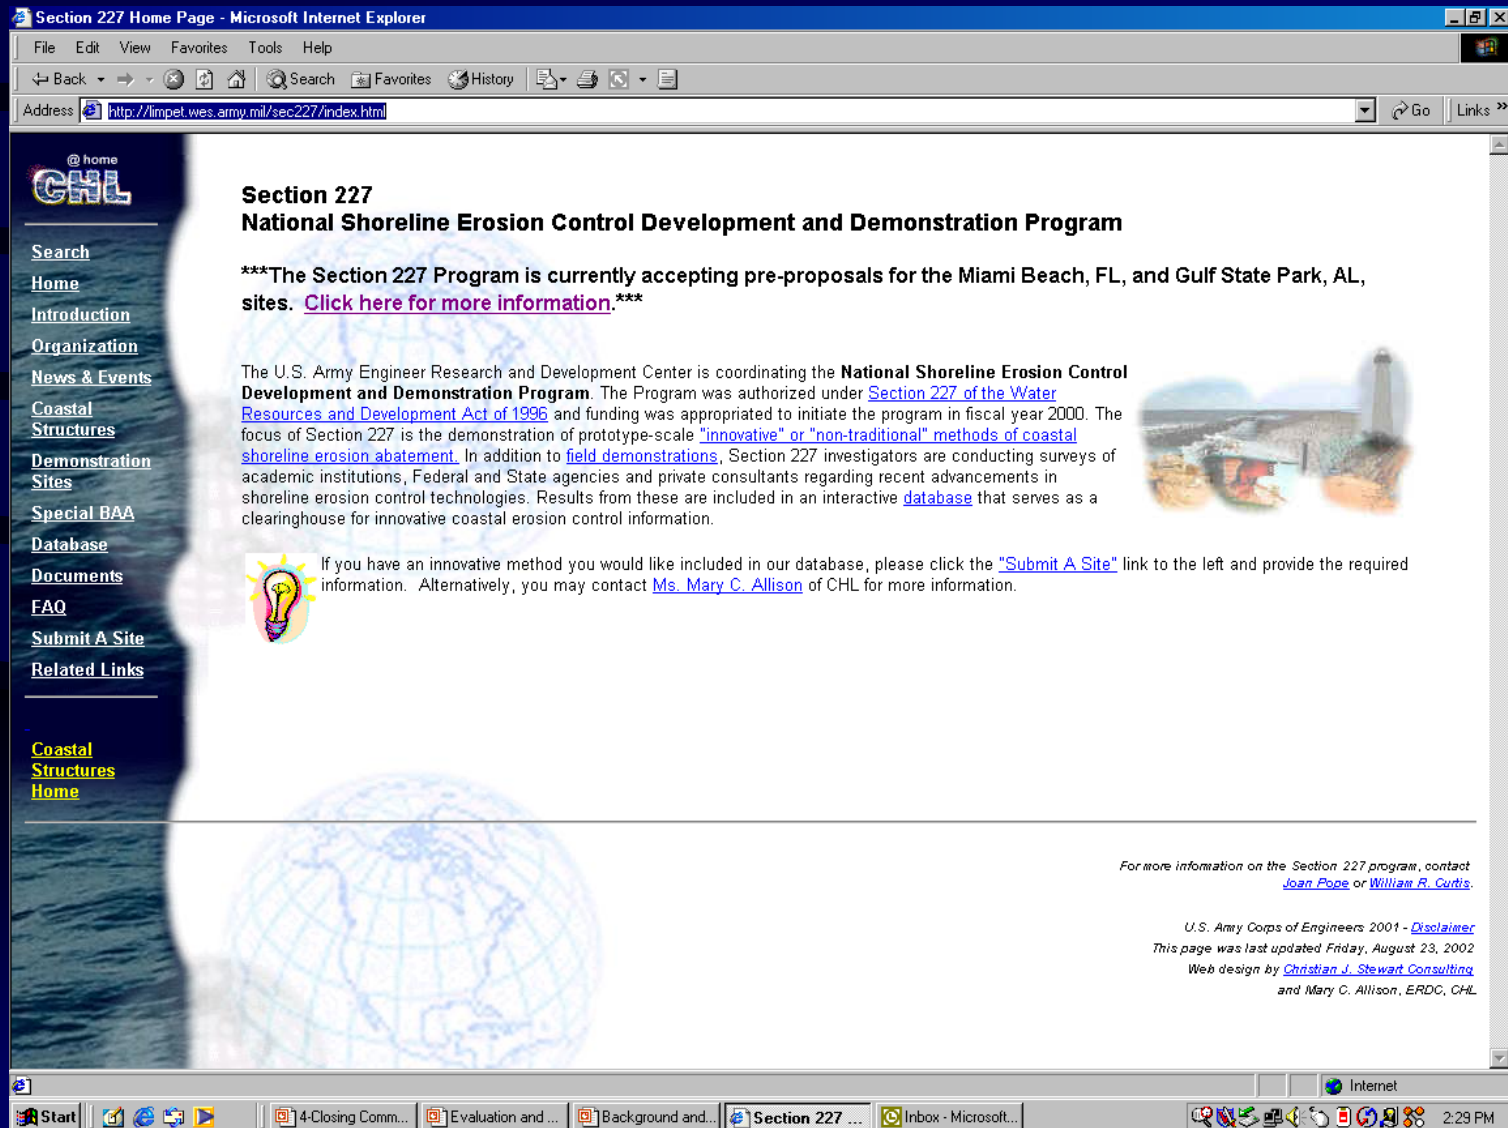 Section 227 Home Page - Microsoft Internet Explorer
File Edit View Favorites Tools Help
Back Search Favorites History
Address http://limpet.wes.army.mil/sec227/index.html Go Links »
@ home
CHL
Search
Home
Introduction
Organization
News & Events
Coastal
Structures
Demonstration
Sites
Special BAA
Database
Documents
FAQ
Submit A Site
Related Links
Coastal
Structures
Home
Section 227
National Shoreline Erosion Control Development and Demonstration Program
***The Section 227 Program is currently accepting pre-proposals for the Miami Beach, FL, and Gulf State Park, AL,
sites. Click here for more information.***
The U.S. Army Engineer Research and Development Center is coordinating the National Shoreline Erosion Control
Development and Demonstration Program. The Program was authorized under Section 227 of the Water
Resources and Development Act of 1996 and funding was appropriated to initiate the program in fiscal year 2000. The
focus of Section 227 is the demonstration of prototype-scale "innovative" or "non-traditional" methods of coastal
shoreline erosion abatement. In addition to field demonstrations, Section 227 investigators are conducting surveys of
academic institutions, Federal and State agencies and private consultants regarding recent advancements in
shoreline erosion control technologies. Results from these are included in an interactive database that serves as a
clearinghouse for innovative coastal erosion control information.
If you have an innovative method you would like included in our database, please click the "Submit A Site" link to the left and provide the required
information. Alternatively, you may contact Ms. Mary C. Allison of CHL for more information.
For more information on the Section 227 program, contact
Joan Pope or William R. Curtis.
U.S. Army Corps of Engineers 2001 - Disclaimer
This page was last updated Friday, August 23, 2002
Web design by Christian J. Stewart Consulting
and Mary C. Allison, ERDC, CHL
Internet
Start 4-Closing Comm... Evaluation and ... Background and... Section 227 ... Inbox - Microsoft... 2:29 PM